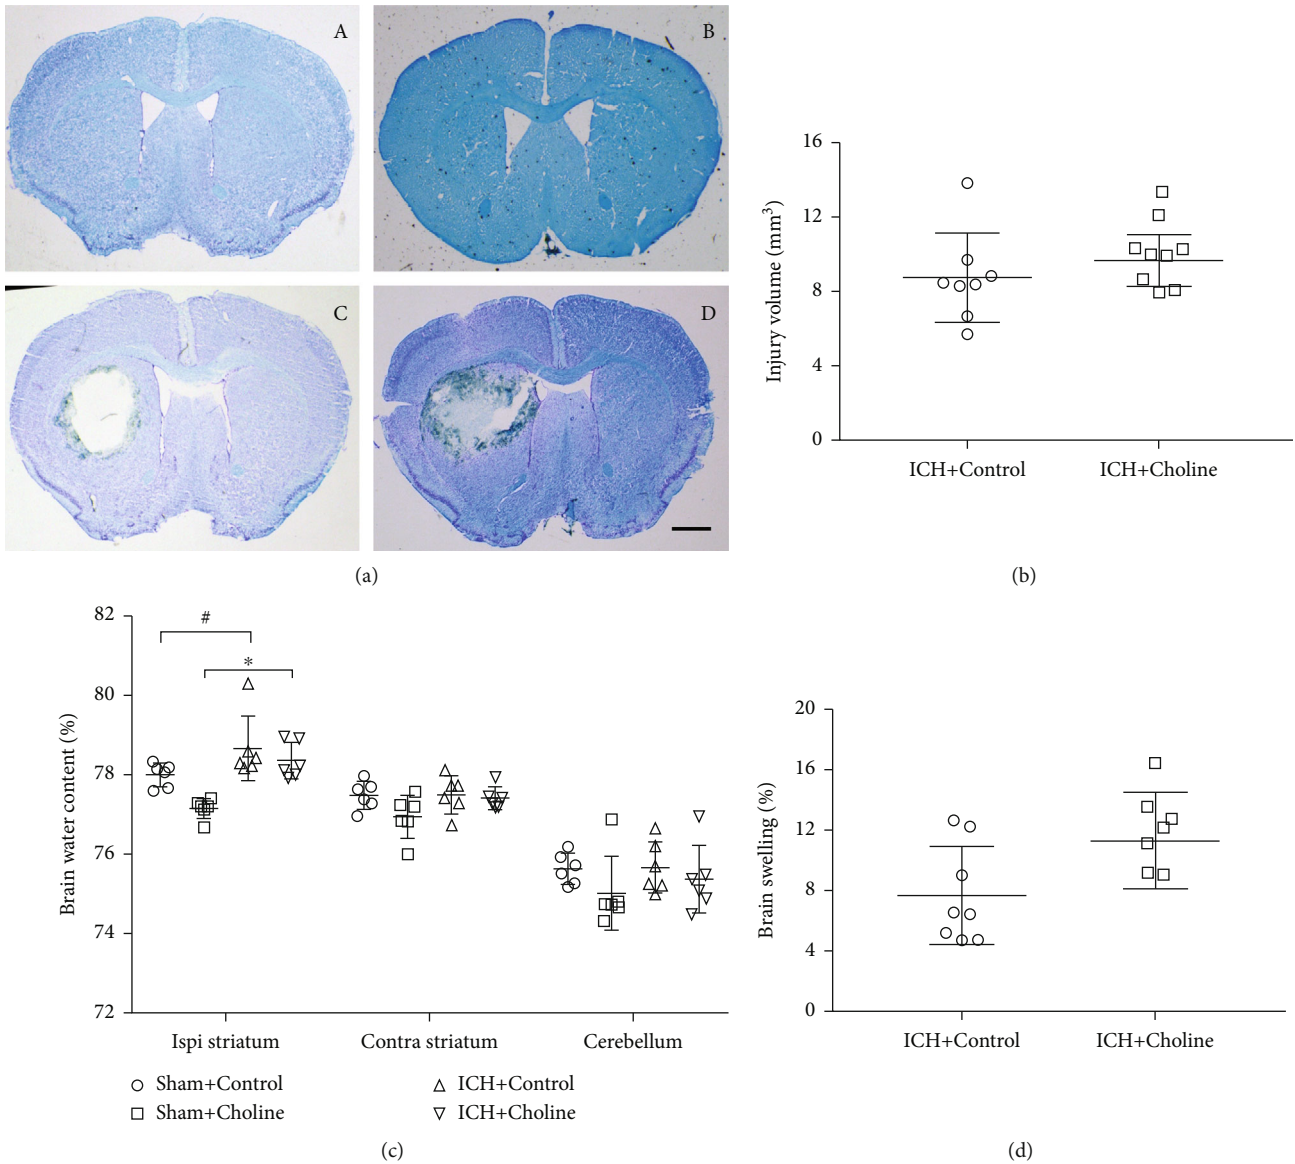 A
B
C
D
(a)
16
12
8
4
0
Injury volume (mm³)
ICH+Control
ICH+Choline
(b)
82
80
78
76
74
72
Brain water content (%)
#
*
Ispi striatum
Contra striatum
Cerebellum
Sham+Control
Sham+Choline
ICH+Control
ICH+Choline
(c)
20
16
12
8
4
0
Brain swelling (%)
ICH+Control
ICH+Choline
(d)